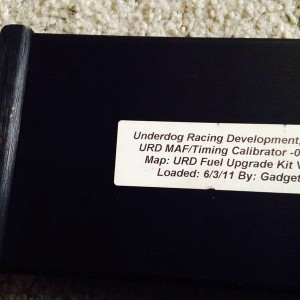 Underdog Racing Development,
URD MAF/Timing Calibrator -0
Map: URD Fuel Upgrade Kit V
Loaded: 6/3/11 By: Gadget